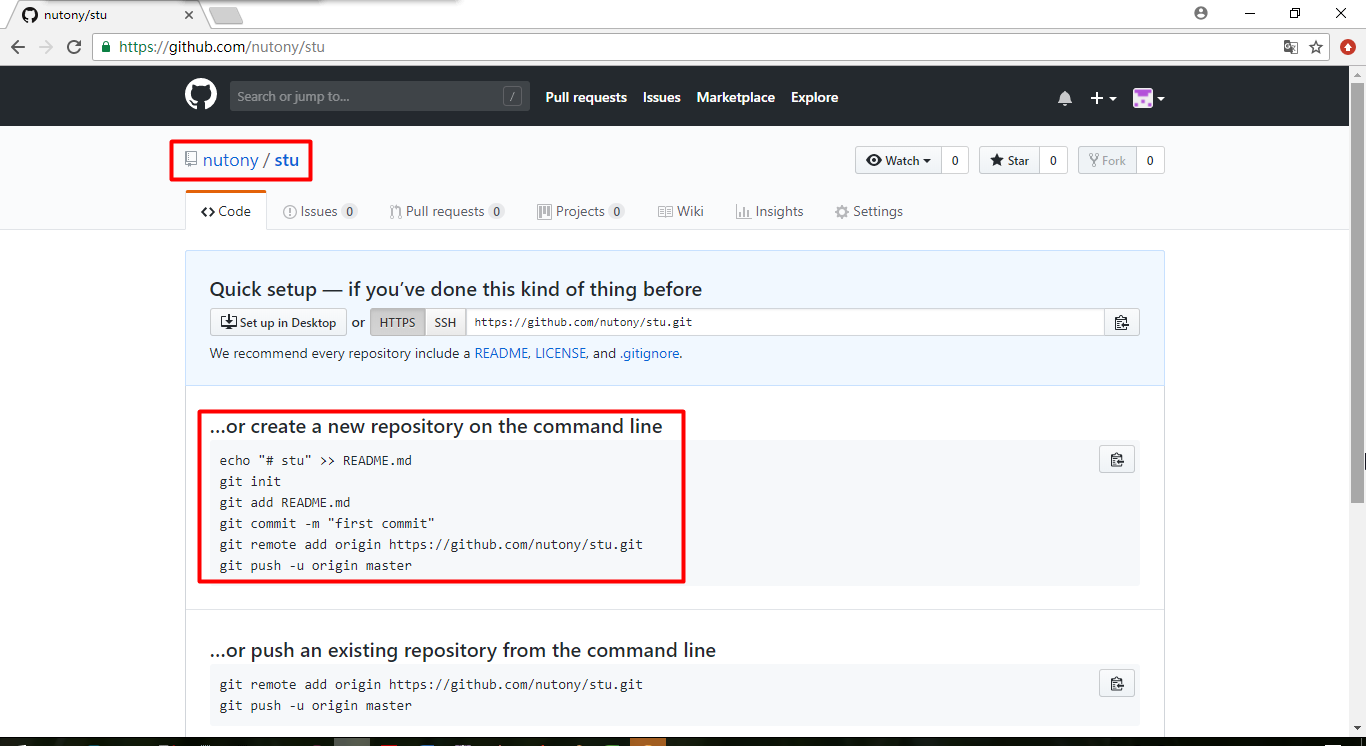 nutony/stu
https://github.com/nutony/stu
Search or jump to... / Pull requests Issues Marketplace Explore
nutony / stu
Watch 0 Star 0 Fork 0
Code Issues 0 Pull requests 0 Projects 0 Wiki Insights Settings
Quick setup — if you’ve done this kind of thing before
Set up in Desktop or HTTPS SSH https://github.com/nutony/stu.git
We recommend every repository include a README, LICENSE, and .gitignore.
…or create a new repository on the command line
echo "# stu" >> README.md
git init
git add README.md
git commit -m "first commit"
git remote add origin https://github.com/nutony/stu.git
git push -u origin master
…or push an existing repository from the command line
git remote add origin https://github.com/nutony/stu.git
git push -u origin master